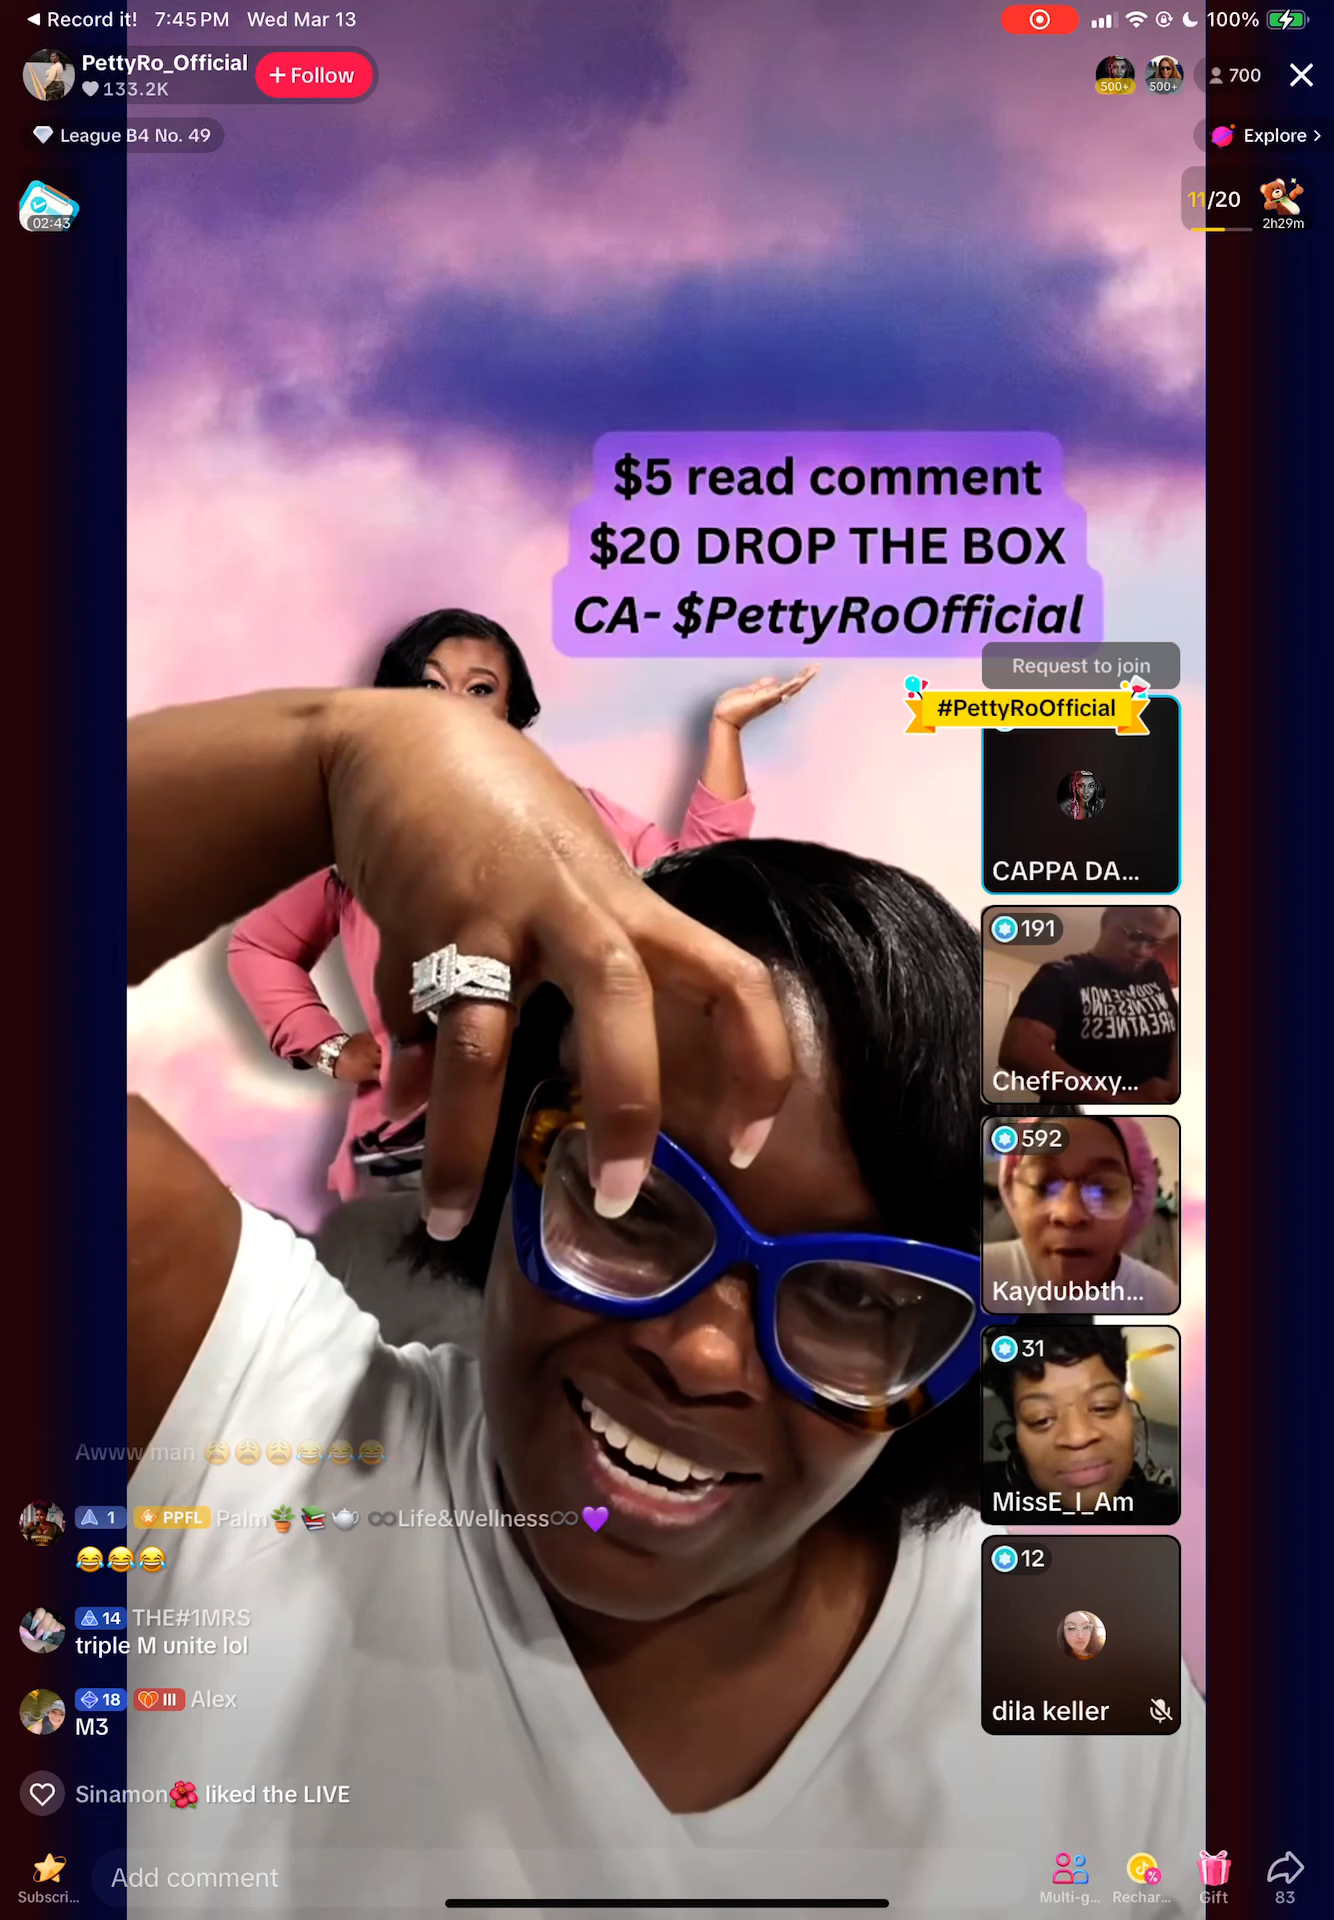 Record it! 7:45 PM Wed Mar 13
100%
PettyRo_Official
133.2K
+ Follow
500+
500+
700
League B4 No. 49
Explore >
02:43
11/20
2h29m
$5 read comment
$20 DROP THE BOX
CA- $PettyRoOfficial
Request to join
#PettyRoOfficial
CAPPA DA...
191
ChefFoxxy...
592
Kaydubbth...
31
MissE_I_Am
12
dila keller
Awww man 😩😩😩😂😂😂
1 PPFL Palm🪴📚🫖 ♾Life&Wellness♾💜
😂😂😂
14 THE#1MRS
triple M unite lol
18 III Alex
M3
Sinamon🌺 liked the LIVE
Subscri...
Add comment
Multi-g...
Rechar...
Gift
83